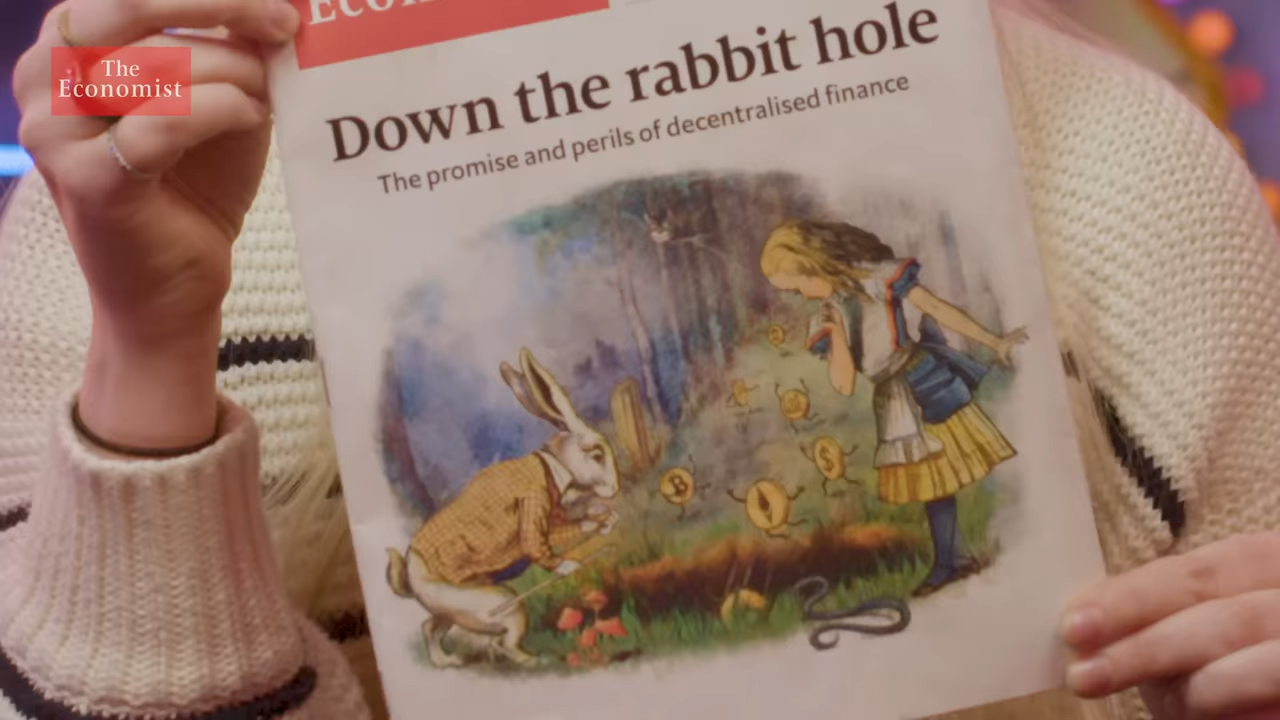 The
Economist
Down the rabbit hole
The promise and perils of decentralised finance
B
$